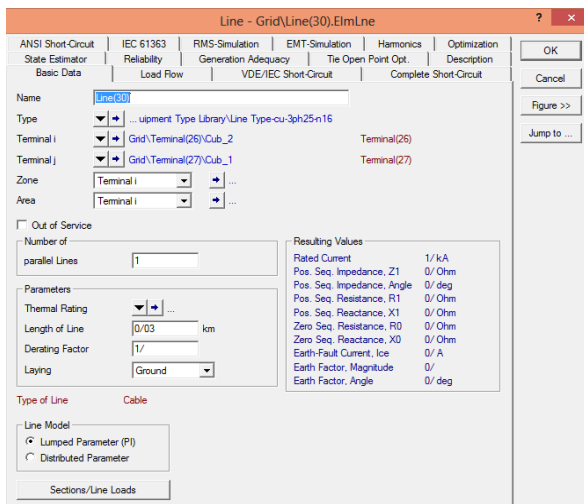 Line - Grid\Line(30).ElmLne
? ×
ANSI Short-Circuit IEC 61363 RMS-Simulation EMT-Simulation Harmonics Optimization
State Estimator Reliability Generation Adequacy Tie Open Point Opt. Description
Basic Data Load Flow VDE/IEC Short-Circuit Complete Short-Circuit
OK
Cancel
Figure >>
Jump to ...
Name Line(30)
Type ... uipment Type Library\Line Type-cu-3ph25-n16
Terminal i Grid\Terminal(26)\Cub_2 Terminal(26)
Terminal j Grid\Terminal(27)\Cub_1 Terminal(27)
Zone Terminal i ...
Area Terminal i ...
Out of Service
Number of
parallel Lines 1
Parameters
Thermal Rating ...
Length of Line 0/03 km
Derating Factor 1/
Laying Ground
Resulting Values
Rated Current 1/ kA
Pos. Seq. Impedance, Z1 0/ Ohm
Pos. Seq. Impedance, Angle 0/ deg
Pos. Seq. Resistance, R1 0/ Ohm
Pos. Seq. Reactance, X1 0/ Ohm
Zero Seq. Resistance, R0 0/ Ohm
Zero Seq. Reactance, X0 0/ Ohm
Earth-Fault Current, Ice 0/ A
Earth Factor, Magnitude 0/
Earth Factor, Angle 0/ deg
Type of Line Cable
Line Model
Lumped Parameter (PI)
Distributed Parameter
Sections/Line Loads